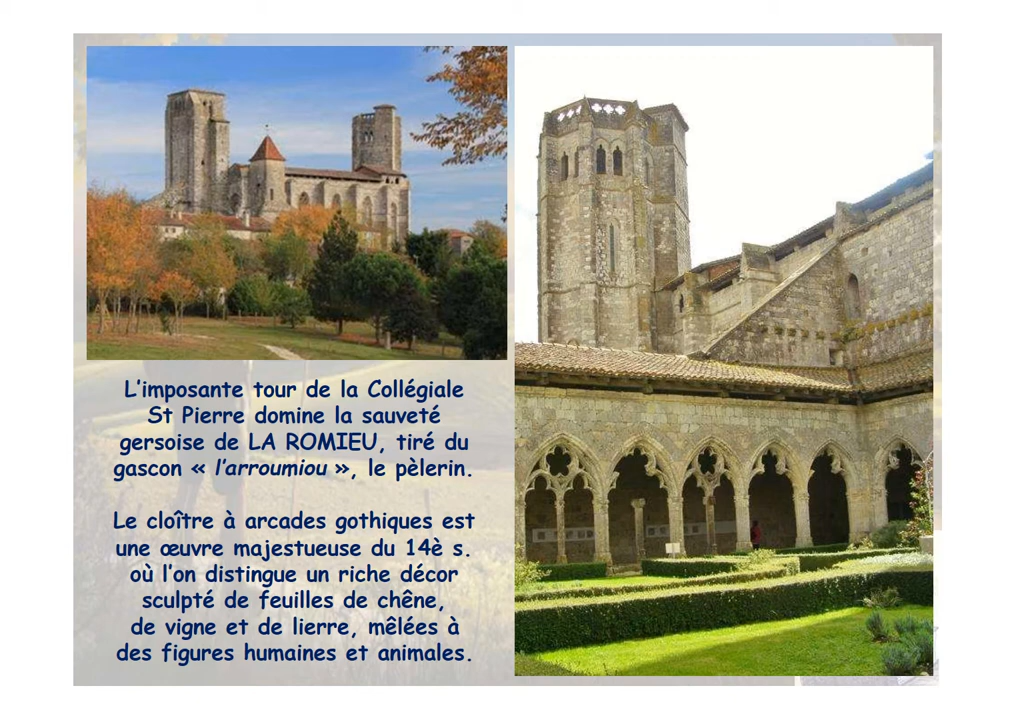 L'imposante tour de la Collégiale
St Pierre domine la sauveté
gersoise de LA ROMIEU, tiré du
gascon « l'arroumiou », le pèlerin.
Le cloître à arcades gothiques est
une œuvre majestueuse du 14è s.
où l'on distingue un riche décor
sculpté de feuilles de chêne,
de vigne et de lierre, mêlées à
des figures humaines et animales.